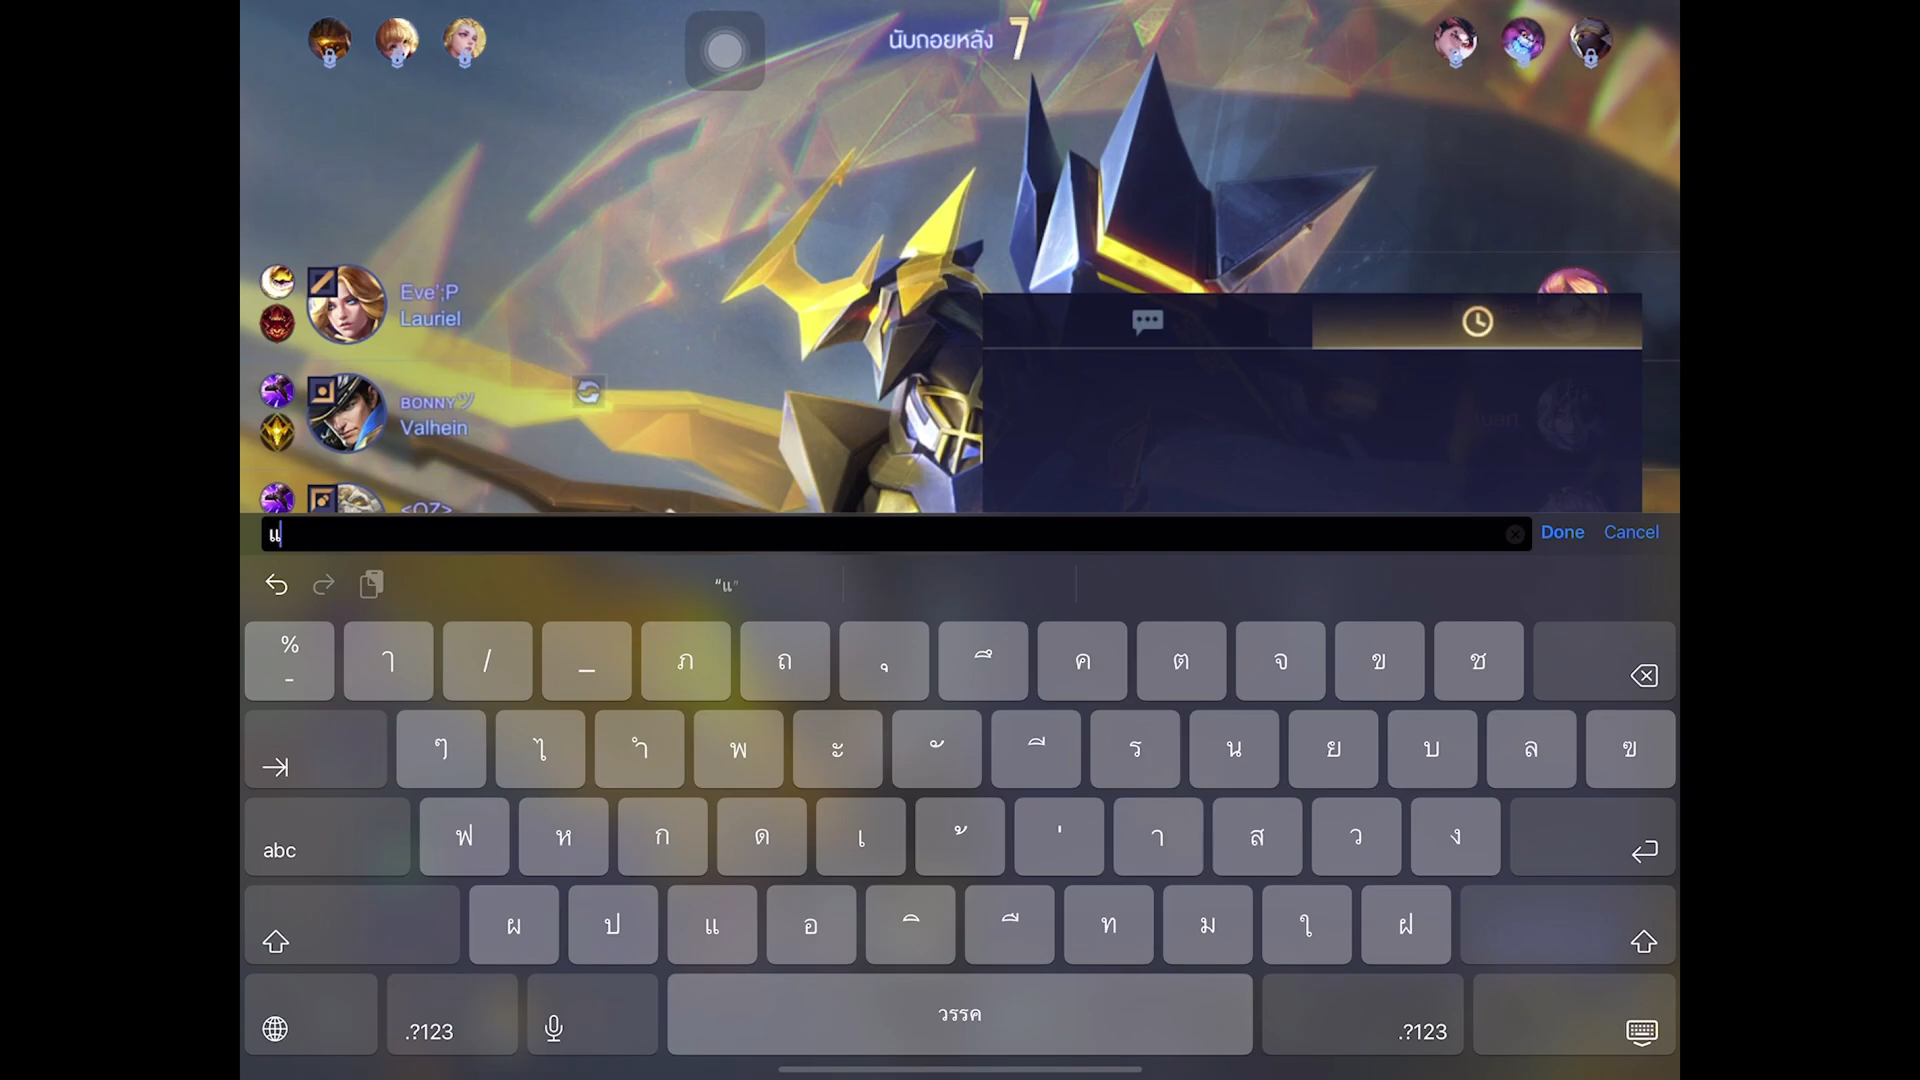 นับถอยหลัง 7
Eve';P
Lauriel
BONNYツ
Valhein
<OZ>
แ
Done Cancel
"แ"
% - ๅ / _ ภ ถ ุ ึ ค ต จ ข ช
ๆ ไ ำ พ ะ ั ี ร น ย บ ล ฃ
abc ฟ ห ก ด เ ้ ่ า ส ว ง
ผ ป แ อ ิ ื ท ม ใ ฝ
.?123 วรรค .?123